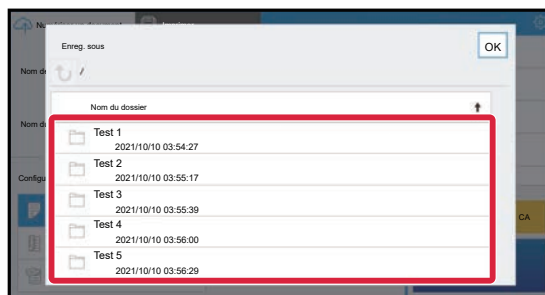 Enreg. sous
OK
/
Nom du dossier
Test 1
2021/10/10 03:54:27
Test 2
2021/10/10 03:55:17
Test 3
2021/10/10 03:55:39
Test 4
2021/10/10 03:56:00
Test 5
2021/10/10 03:56:29
Nom de
Nom du
Configu
CA